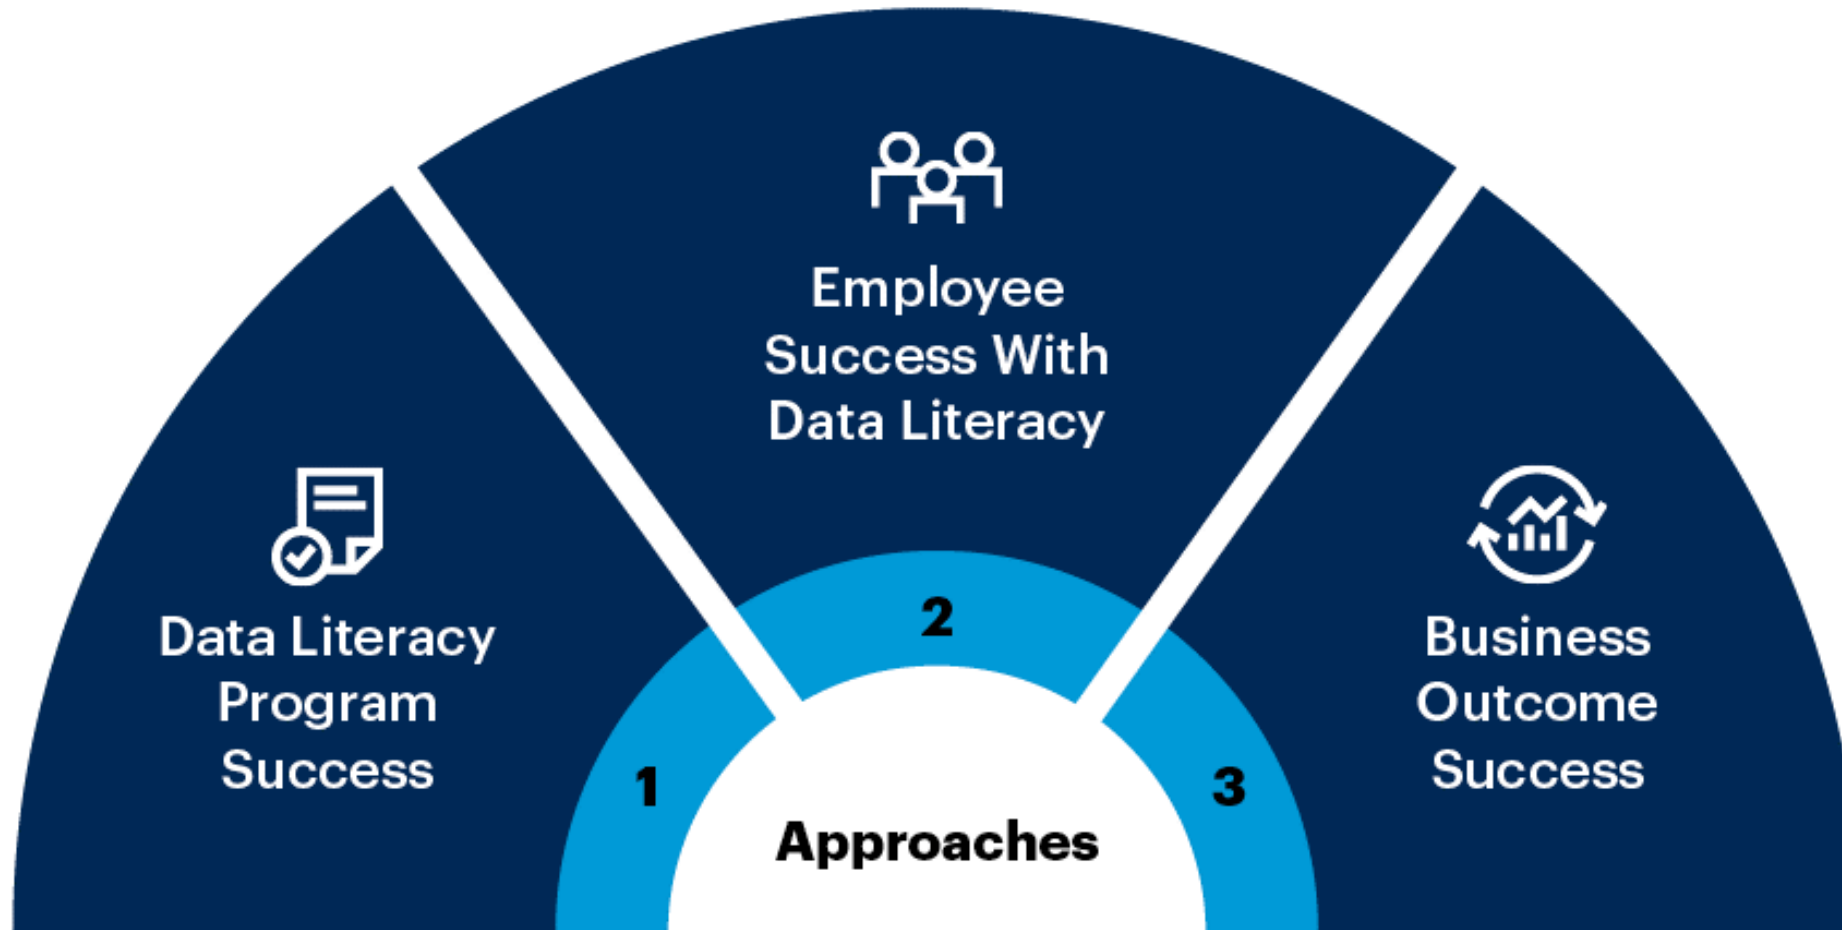 Employee
Success With
Data Literacy
Data Literacy
Program
Success
Business
Outcome
Success
1
2
3
Approaches